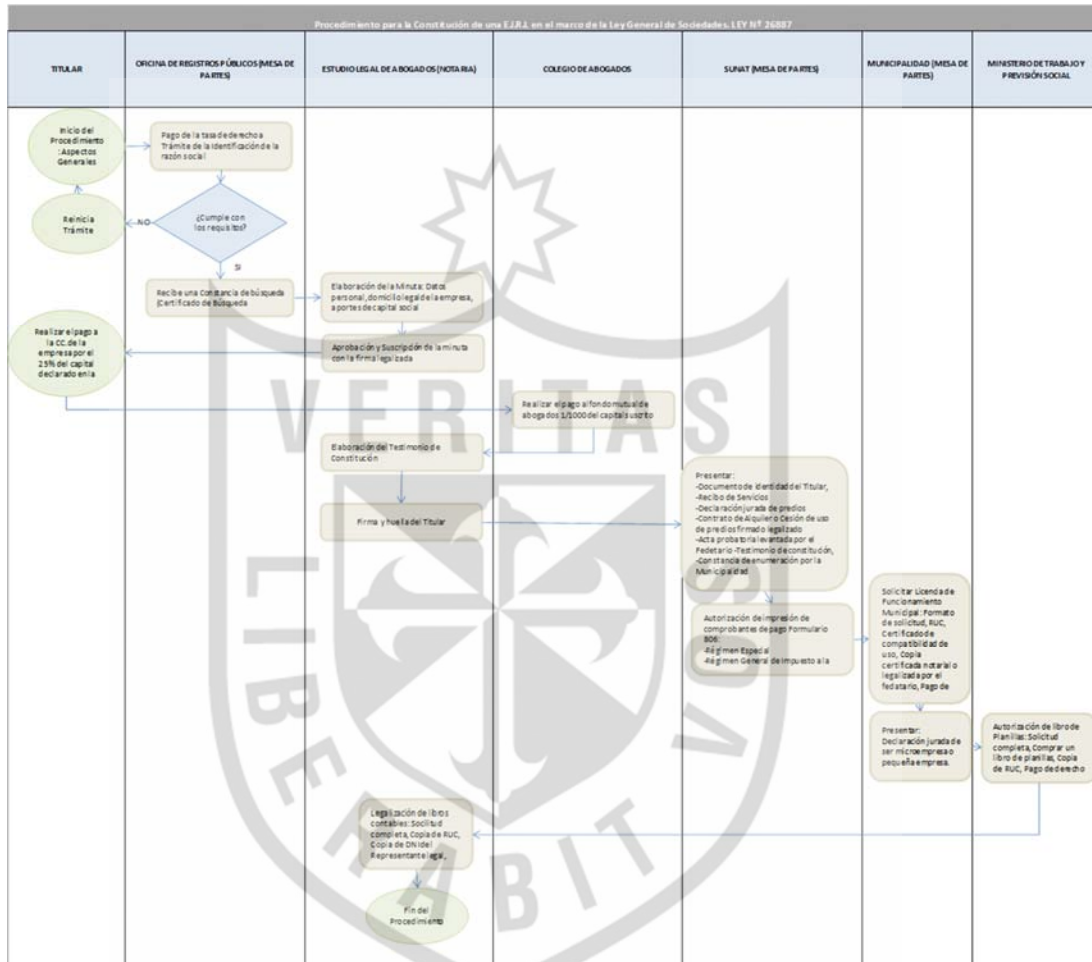 Procedimiento para la Constitución de una E.I.R.L en el marco de la Ley General de Sociedades. LEY Nº 26887
TITULAR
OFICINA DE REGISTROS PÚBLICOS (MESA DE
PARTES)
ESTUDIO LEGAL DE ABOGADOS (NOTARIA)
COLEGIO DE ABOGADOS
SUNAT (MESA DE PARTES)
MUNICIPALIDAD (MESA DE
PARTES)
MINISTERIO DE TRABAJO Y
PREVISIÓN SOCIAL
Inicio del
Procedimiento
: Aspectos
Generales
Pago de la tasa de derecho a
Trámite de la Identificación de la
razón social
Reinicia
Trámite
NO
¿Cumple con
los requisitos?
SI
Recibe una Constancia de búsqueda
(Certificado de Búsqueda
Elaboración de la Minuta: Datos
personal, domicilio legal de la empresa,
aportes de capital social
Realizar el pago a
la CC. de la
empresa por el
25% del capital
declarado en la
Aprobación y Suscripción de la minuta
con la firma legalizada
Realizar el pago al fondo mutual de
abogados 1/1000 del capital suscrito
Elaboración del Testimonio de
Constitución
Firma y huella del Titular
Presentar:
-Documento de identidad del Titular,
-Recibo de Servicios
-Declaración jurada de predios
-Contrato de Alquiler o Cesión de uso
de predios firmado legalizado
-Acta probatoria levantada por el
Fedetario -Testimonio de constitución,
-Constancia de enumeración por la
Municipalidad
Autorización de impresión de
comprobantes de pago Formulario
806:
-Régimen Especial
-Régimen General de Impuesto a la
Solicitar Licencia de
Funcionamiento
Municipal: Formato
de solicitud, RUC,
Certificado de
compatibilidad de
uso, Copia
certificada notarial o
legalizada por el
fedatario, Pago de
Presentar:
Declaración jurada de
ser microempresa o
pequeña empresa.
Autorización de libro de
Planillas: Solicitud
completa, Comprar un
libro de planillas, Copia
de RUC, Pago de derecho
Legalización de libros
contables: Socilitud
completa, Copia de RUC,
Copia de DNI del
Representante legal,
Fin del
Procedimiento
VERITAS
LIBERABIT VOS